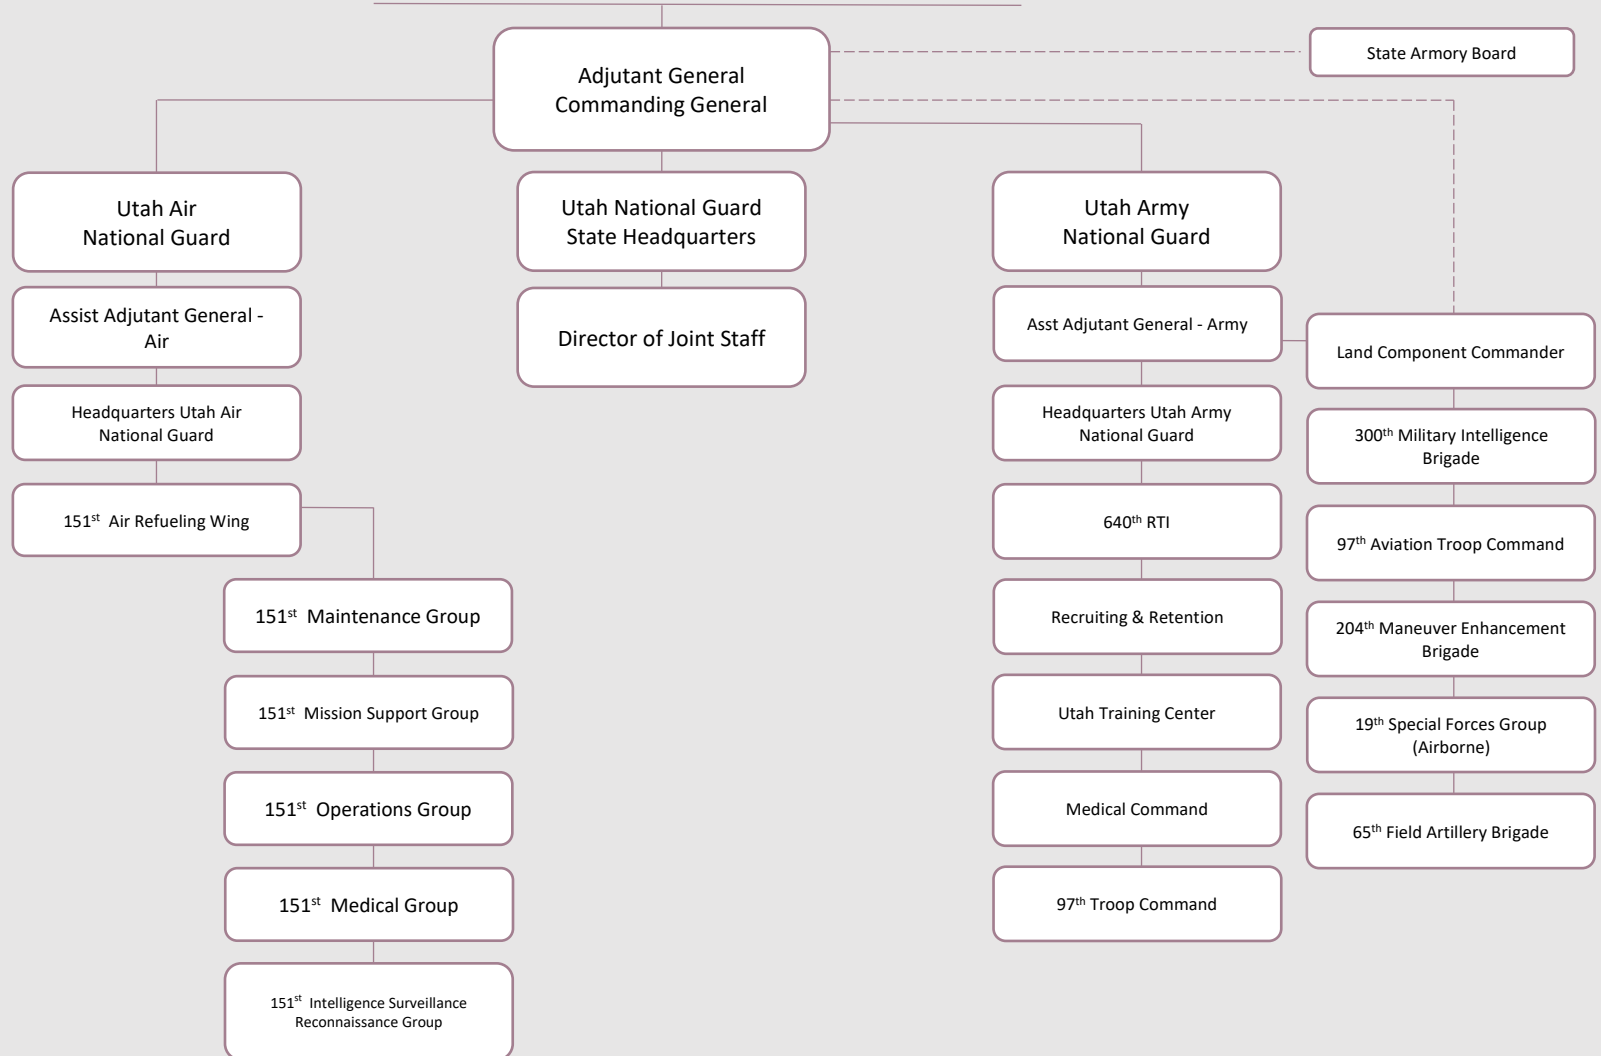 Adjutant General
Commanding General
State Armory Board
Utah Air
National Guard
Utah National Guard
State Headquarters
Utah Army
National Guard
Assist Adjutant General -
Air
Director of Joint Staff
Asst Adjutant General - Army
Land Component Commander
Headquarters Utah Air
National Guard
Headquarters Utah Army
National Guard
300th Military Intelligence
Brigade
151st Air Refueling Wing
640th RTI
97th Aviation Troop Command
151st Maintenance Group
Recruiting & Retention
204th Maneuver Enhancement
Brigade
151st Mission Support Group
Utah Training Center
19th Special Forces Group
(Airborne)
151st Operations Group
Medical Command
65th Field Artillery Brigade
151st Medical Group
97th Troop Command
151st Intelligence Surveillance
Reconnaissance Group